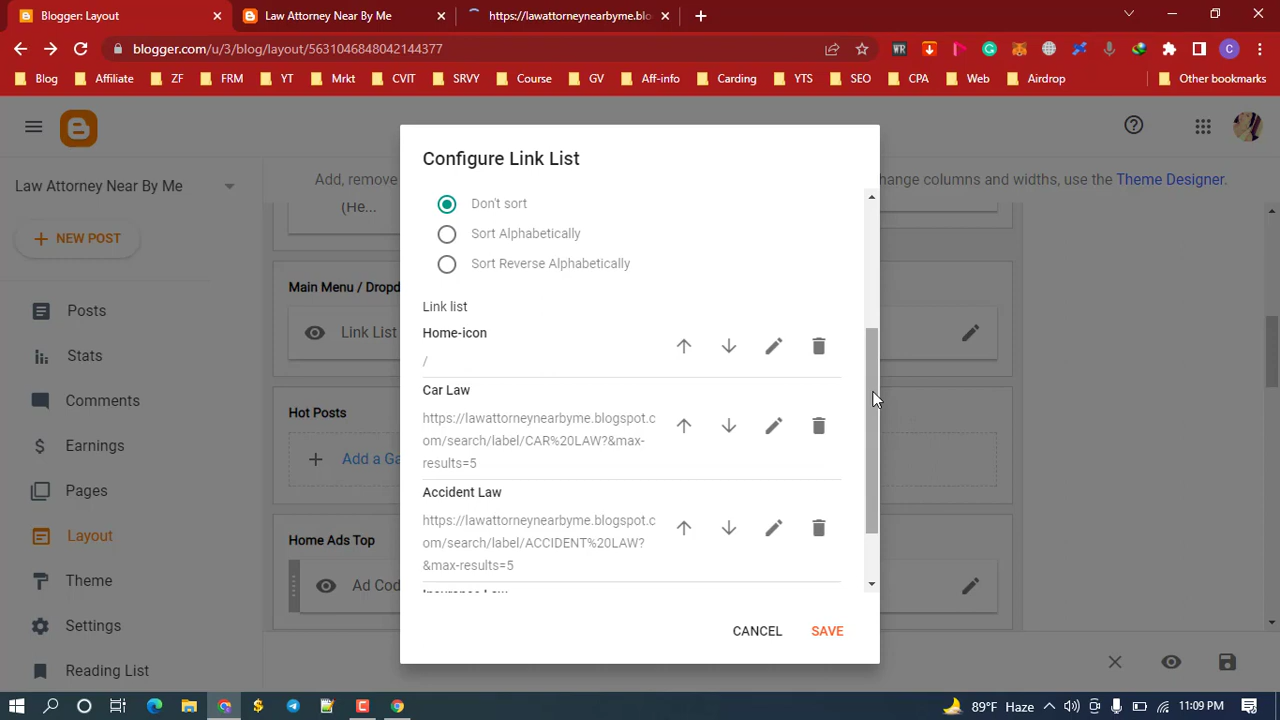 Blogger: Layout
Law Attorney Near By Me
https://lawattorneynearbyme.blo
blogger.com/u/3/blog/layout/5631046848042144377
Blog
Affiliate
ZF
FRM
YT
Mrkt
CVIT
SRVY
Course
GV
Aff-info
Carding
YTS
SEO
CPA
Web
Airdrop
Other bookmarks
Law Attorney Near By Me
NEW POST
Posts
Stats
Comments
Earnings
Pages
Layout
Theme
Settings
Reading List
Add, remove
change columns and widths, use the Theme Designer.
(He...
Main Menu / Dropd
Link List
Hot Posts
Add a Ga
Home Ads Top
Ad Cod
Configure Link List
Don't sort
Sort Alphabetically
Sort Reverse Alphabetically
Link list
Home-icon
/
Car Law
https://lawattorneynearbyme.blogspot.c
om/search/label/CAR%20LAW?&max-
results=5
Accident Law
https://lawattorneynearbyme.blogspot.c
om/search/label/ACCIDENT%20LAW?
&max-results=5
CANCEL
SAVE
89°F Haze
11:09 PM